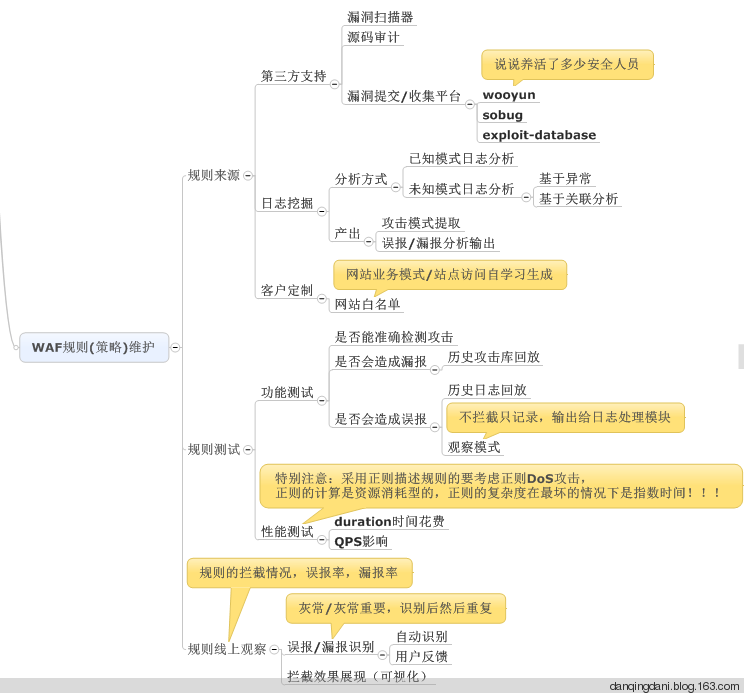 漏洞扫描器
源码审计
第三方支持
说说养活了多少安全人员
漏洞提交/收集平台
wooyun
sobug
exploit-database
规则来源
已知模式日志分析
分析方式
未知模式日志分析
基于异常
基于关联分析
日志挖掘
攻击模式提取
产出
误报/漏报分析输出
网站业务模式/站点访问自学习生成
客户定制
网站白名单
WAF规则(策略)维护
是否能准确检测攻击
是否会造成漏报
历史攻击库回放
功能测试
历史日志回放
是否会造成误报
不拦截只记录，输出给日志处理模块
观察模式
规则测试
特别注意：采用正则描述规则的要考虑正则DoS攻击，
正则的计算是资源消耗型的，正则的复杂度在最坏的情况下是指数时间！！！
性能测试
duration时间花费
QPS影响
规则的拦截情况，误报率，漏报率
灰常/灰常重要，识别后然后重复
规则线上观察
误报/漏报识别
自动识别
用户反馈
拦截效果展现（可视化）
danqingdani.blog.163.com